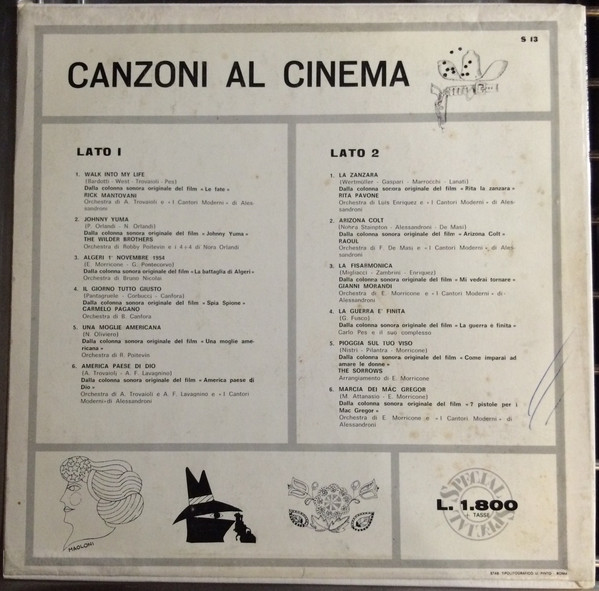 S 13
CANZONI AL CINEMA
LATO 1
1. WALK INTO MY LIFE
(Bardotti - West - Trovaioli - Pes)
Dalla colonna sonora originale del film « Le fate »
RICK MANTOVANI
Orchestra di A. Trovaioli e « I Cantori Moderni » di Ales-
sandroni
2. JOHNNY YUMA
(P. Orlandi - N. Orlandi)
Dalla colonna sonora originale del film « Johnny Yuma »
THE WILDER BROTHERS
Orchestra di Robby Poitevin e i 4+4 di Nora Orlandi
3. ALGERI 1° NOVEMBRE 1954
(E. Morricone - G. Pontecorvo)
Dalla colonna sonora originale del film « La battaglia di Algeri »
Orchestra di Bruno Nicolai
4. IL GIORNO TUTTO GIUSTO
(Pantagruele - Corbucci - Canfora)
Dalla colonna sonora originale del film « Spia Spione »
CARMELO PAGANO
Orchestra di B. Canfora
5. UNA MOGLIE AMERICANA
(N. Oliviero)
Dalla colonna sonora originale del film « Una moglie ame-
ricana »
Orchestra di R. Poitevin
6. AMERICA PAESE DI DIO
(A. Trovaioli - A. F. Lavagnino)
Dalla colonna sonora originale del film « America paese di
Dio »
Orchestra di A. Trovaioli e A. F. Lavagnino e « I Cantori
Moderni»di Alessandroni
LATO 2
1. LA ZANZARA
(Wertmüller - Gaspari - Marrocchi - Lanati)
Dalla colonna sonora originale del film « Rita la zanzara »
RITA PAVONE
Orchestra di Luis Enriquez e « I Cantori Moderni » di Ales-
sandroni
2. ARIZONA COLT
(Nohra Stainpton - Alessandroni - De Masi)
Dalla colonna sonora originale del film « Arizona Colt »
RAOUL
Orchestra di F. De Masi e « I Cantori Moderni » di Ales-
sandroni
3. LA FISARMONICA
(Migliacci - Zambrini - Enriquez)
Dalla colonna sonora originale del film « Mi vedrai tornare »
GIANNI MORANDI
Orchestra di E. Morricone e « I Cantori Moderni » di
Alessandroni
4. LA GUERRA E' FINITA
(G. Fusco)
Dalla colonna sonora originale del film « La guerra è finita »
Carlo Pes e il suo complesso
5. PIOGGIA SUL TUO VISO
(Nistri - Pilantra - Morricone)
Dalla colonna sonora originale del film « Come imparai ad
amare le donne »
THE SORROWS
Arrangiamento di E. Morricone
6. MARCIA DEI MAC GREGOR
(M. Attanasio - E. Morricone)
Dalla colonna sonora originale del film « 7 pistole per i
Mac Gregor »
Orchestra di E. Morricone e « I Cantori Moderni » di
Alessandroni
MAOLONI
SPECIAL
SPECIAL
L. 1.800
+ TASSE